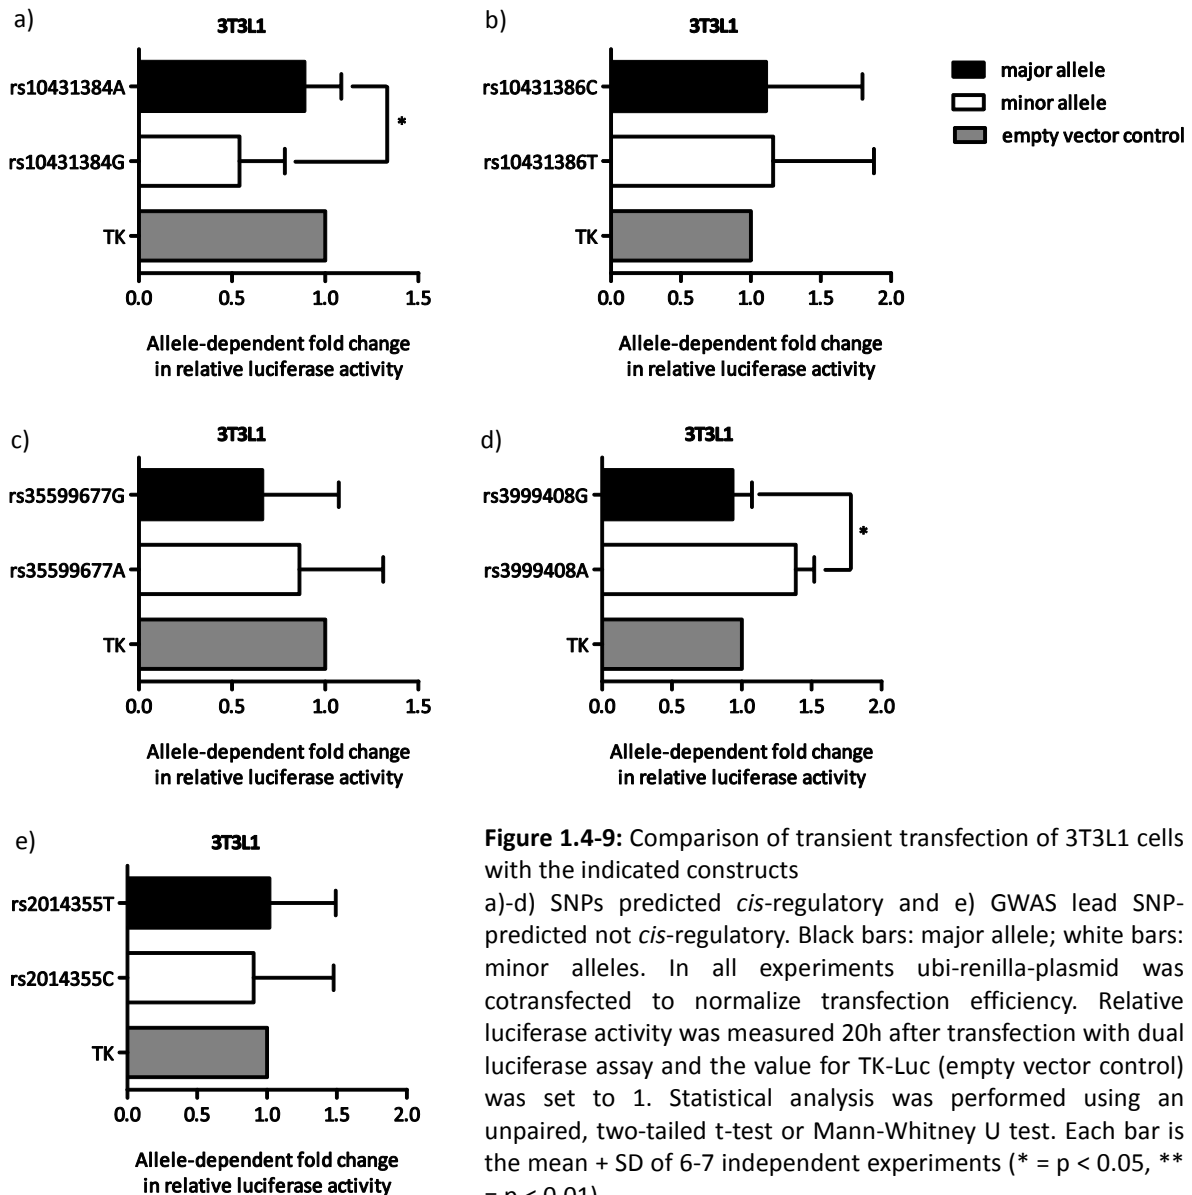 a)
3T3L1
rs10431384A
rs10431384G
TK
*
0.0 0.5 1.0 1.5
Allele-dependent fold change
in relative luciferase activity
b)
3T3L1
rs10431386C
rs10431386T
TK
0.0 0.5 1.0 1.5 2.0
Allele-dependent fold change
in relative luciferase activity
major allele
minor allele
empty vector control
c)
3T3L1
rs35599677G
rs35599677A
TK
0.0 0.5 1.0 1.5
Allele-dependent fold change
in relative luciferase activity
d)
3T3L1
rs3999408G
rs3999408A
TK
*
0.0 0.5 1.0 1.5 2.0
Allele-dependent fold change
in relative luciferase activity
e)
3T3L1
rs2014355T
rs2014355C
TK
0.0 0.5 1.0 1.5 2.0
Allele-dependent fold change
in relative luciferase activity
Figure 1.4-9: Comparison of transient transfection of 3T3L1 cells
with the indicated constructs
a)-d) SNPs predicted cis-regulatory and e) GWAS lead SNP-
predicted not cis-regulatory. Black bars: major allele; white bars:
minor alleles. In all experiments ubi-renilla-plasmid was
cotransfected to normalize transfection efficiency. Relative
luciferase activity was measured 20h after transfection with dual
luciferase assay and the value for TK-Luc (empty vector control)
was set to 1. Statistical analysis was performed using an
unpaired, two-tailed t-test or Mann-Whitney U test. Each bar is
the mean + SD of 6-7 independent experiments (* = p < 0.05, **
= p < 0.01)